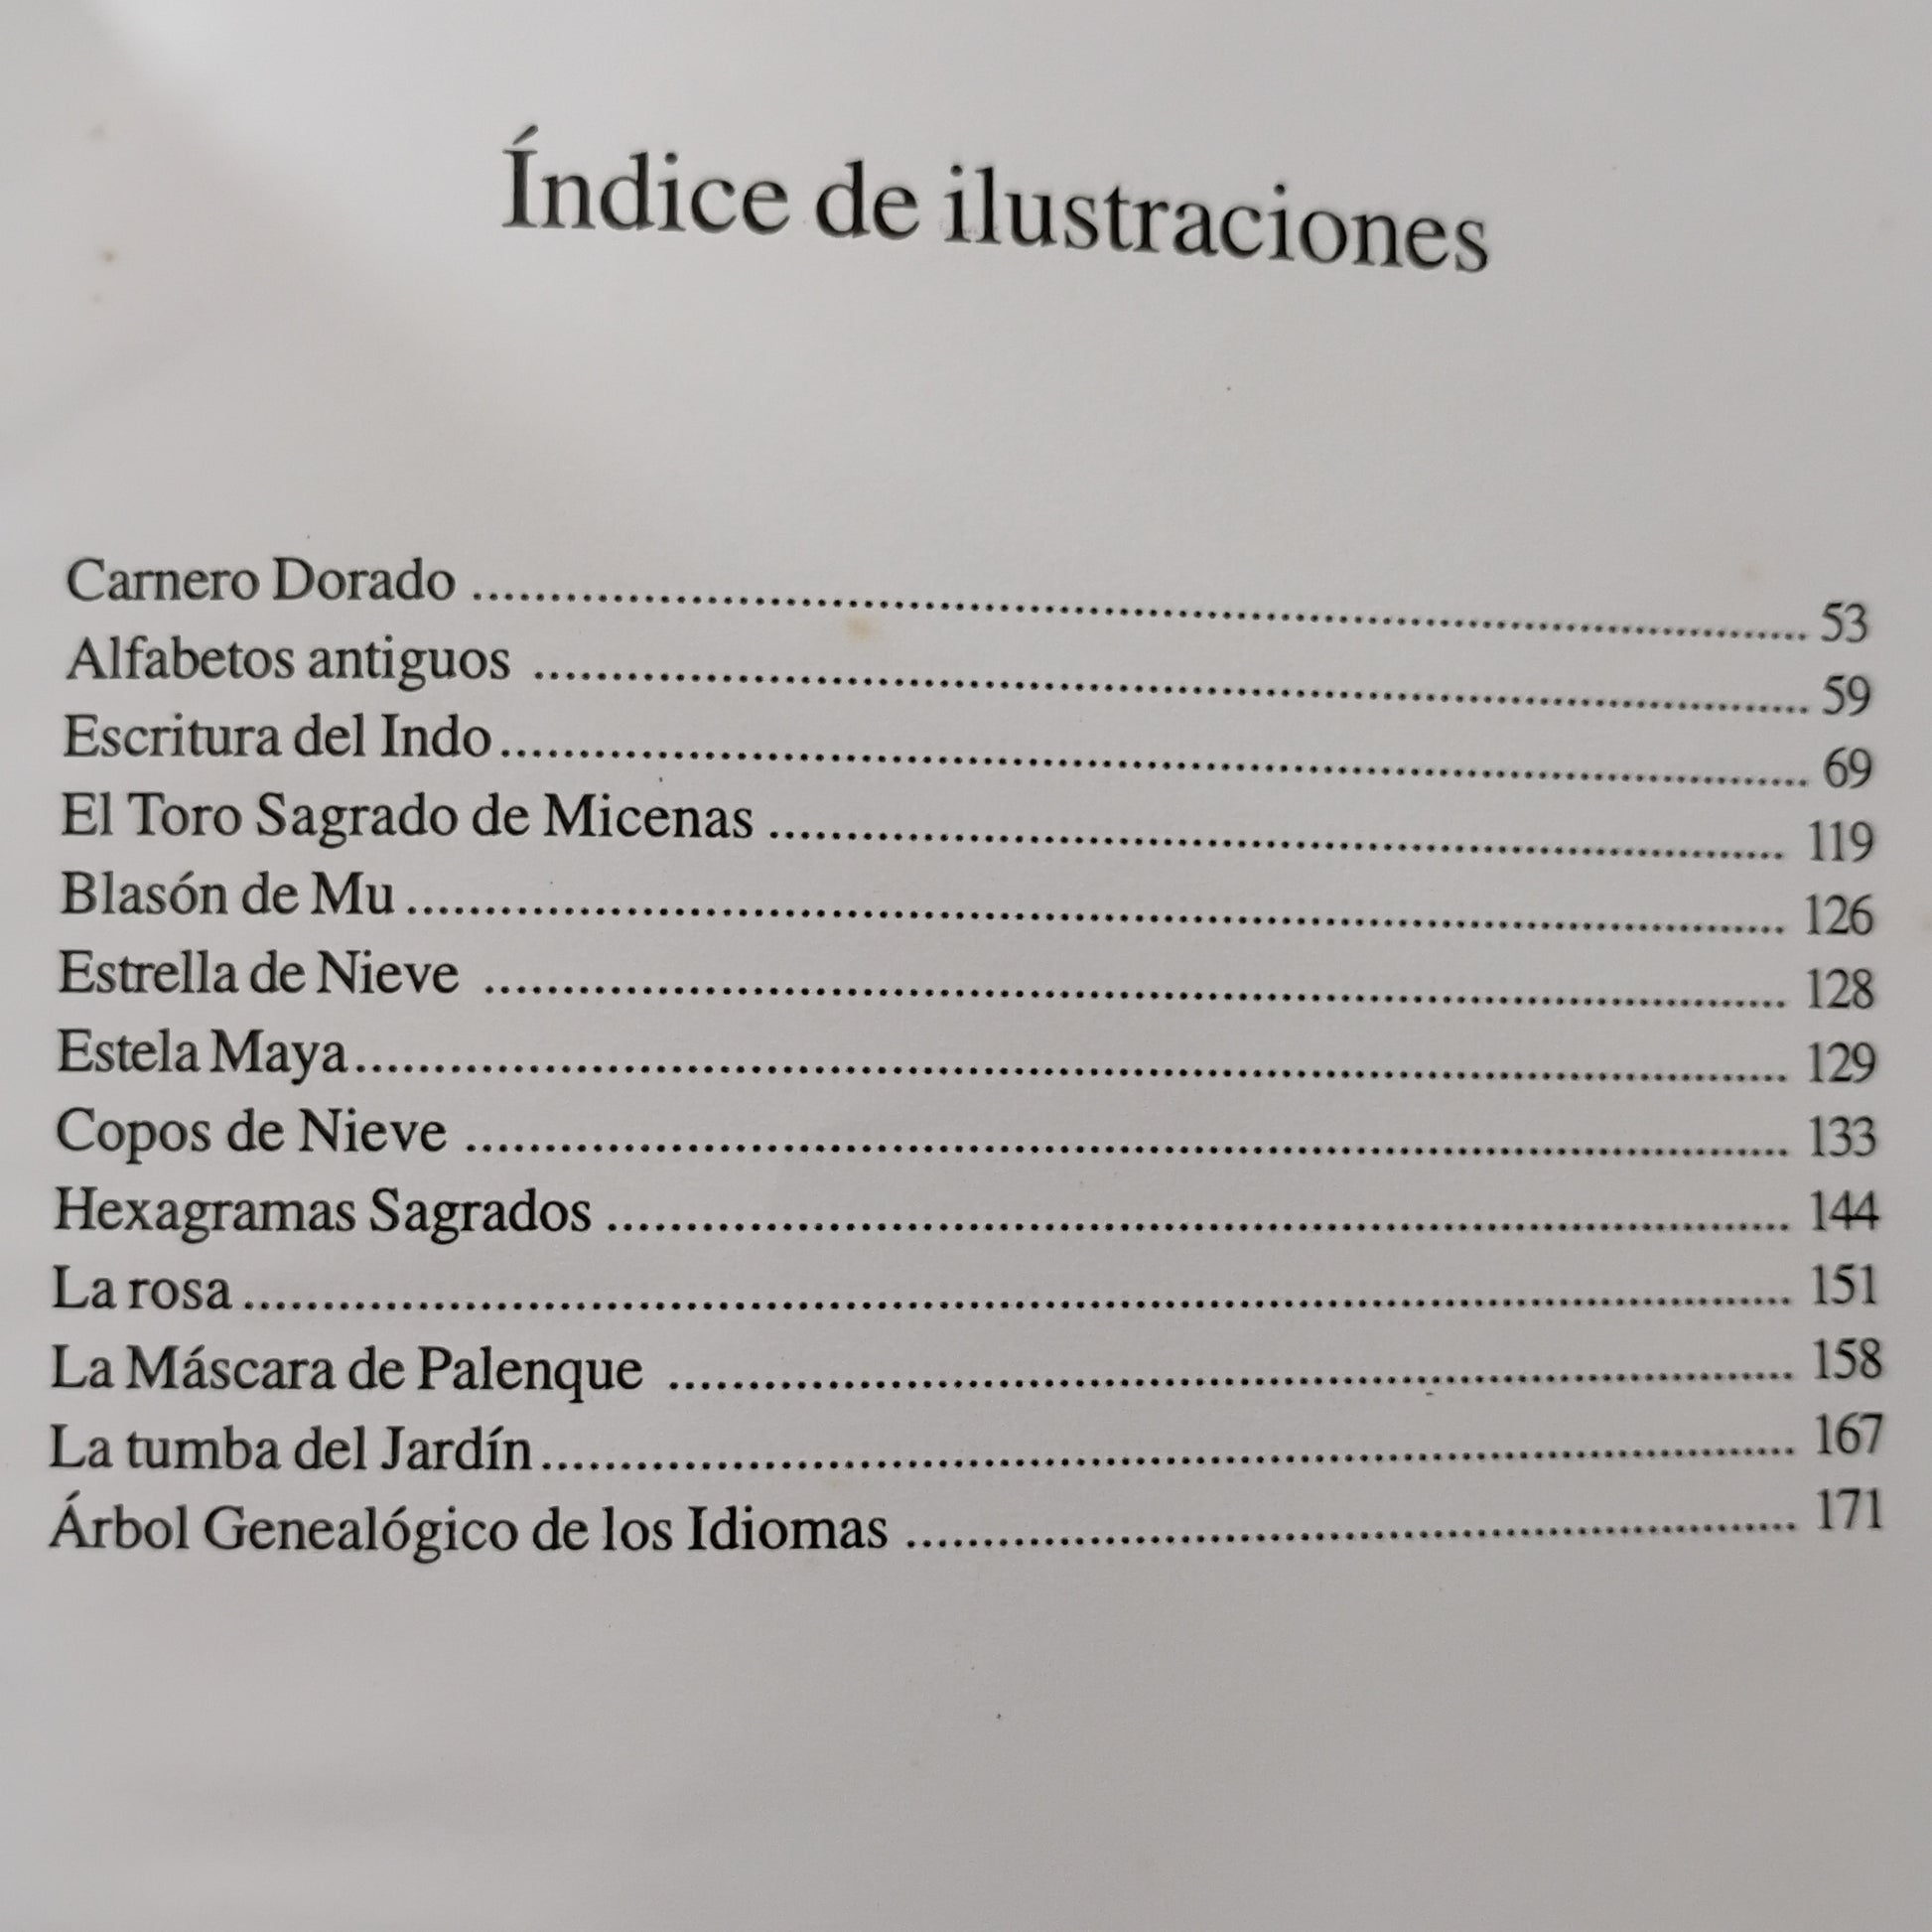 Índice de ilustraciones
Carnero Dorado ........................................ 53
Alfabetos antiguos ........................................ 59
Escritura del Indo ........................................ 69
El Toro Sagrado de Micenas ........................................ 119
Blasón de Mu ........................................ 126
Estrella de Nieve ........................................ 128
Estela Maya ........................................ 129
Copos de Nieve ........................................ 133
Hexagramas Sagrados ........................................ 144
La rosa ........................................ 151
La Máscara de Palenque ........................................ 158
La tumba del Jardín ........................................ 167
Árbol Genealógico de los Idiomas ........................................ 171